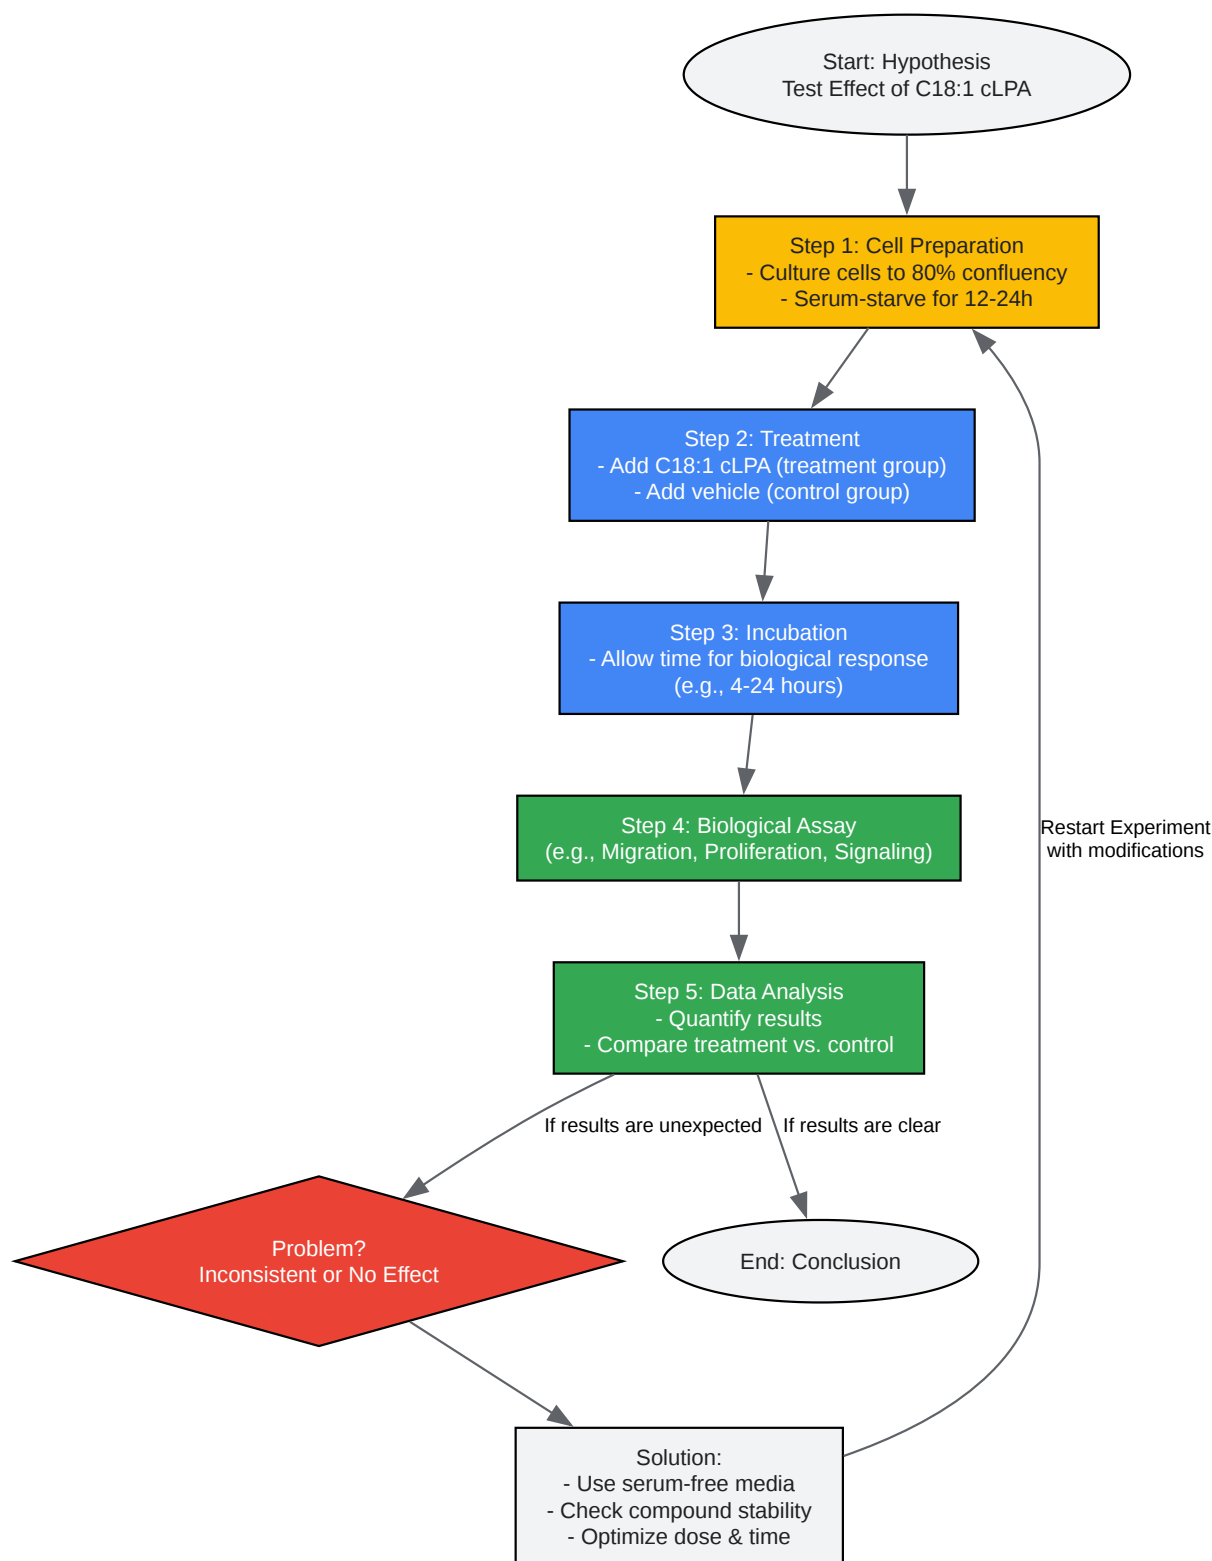 Start: Hypothesis
Test Effect of C18:1 cLPA
Step 1: Cell Preparation
- Culture cells to 80% confluency
- Serum-starve for 12-24h
Step 2: Treatment
- Add C18:1 cLPA (treatment group)
- Add vehicle (control group)
Step 3: Incubation
- Allow time for biological response
(e.g., 4-24 hours)
Step 4: Biological Assay
(e.g., Migration, Proliferation, Signaling)
Restart Experiment
with modifications
Step 5: Data Analysis
- Quantify results
- Compare treatment vs. control
If results are unexpected
If results are clear
Problem?
Inconsistent or No Effect
End: Conclusion
Solution:
- Use serum-free media
- Check compound stability
- Optimize dose & time